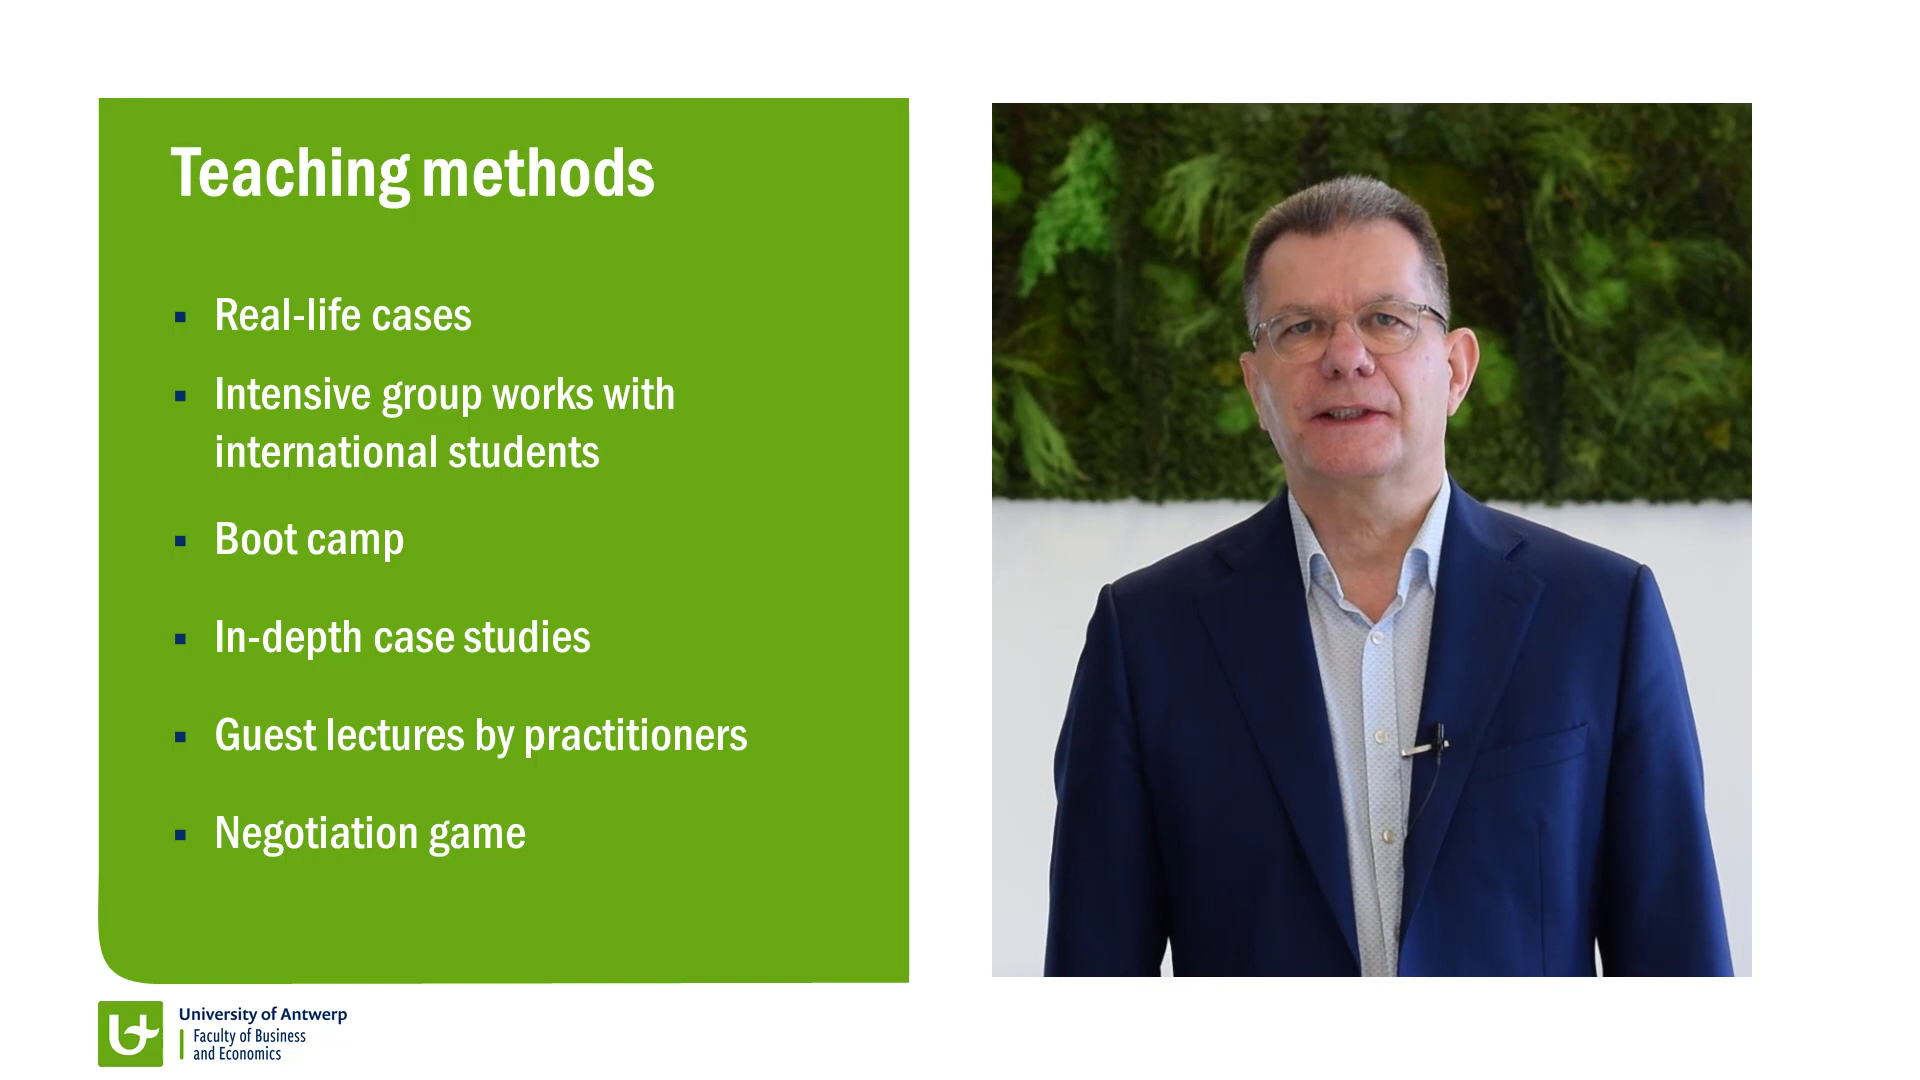 Teaching methods
Real-life cases
Intensive group works with
international students
Boot camp
In-depth case studies
Guest lectures by practitioners
Negotiation game
University of Antwerp
Faculty of Business
and Economics